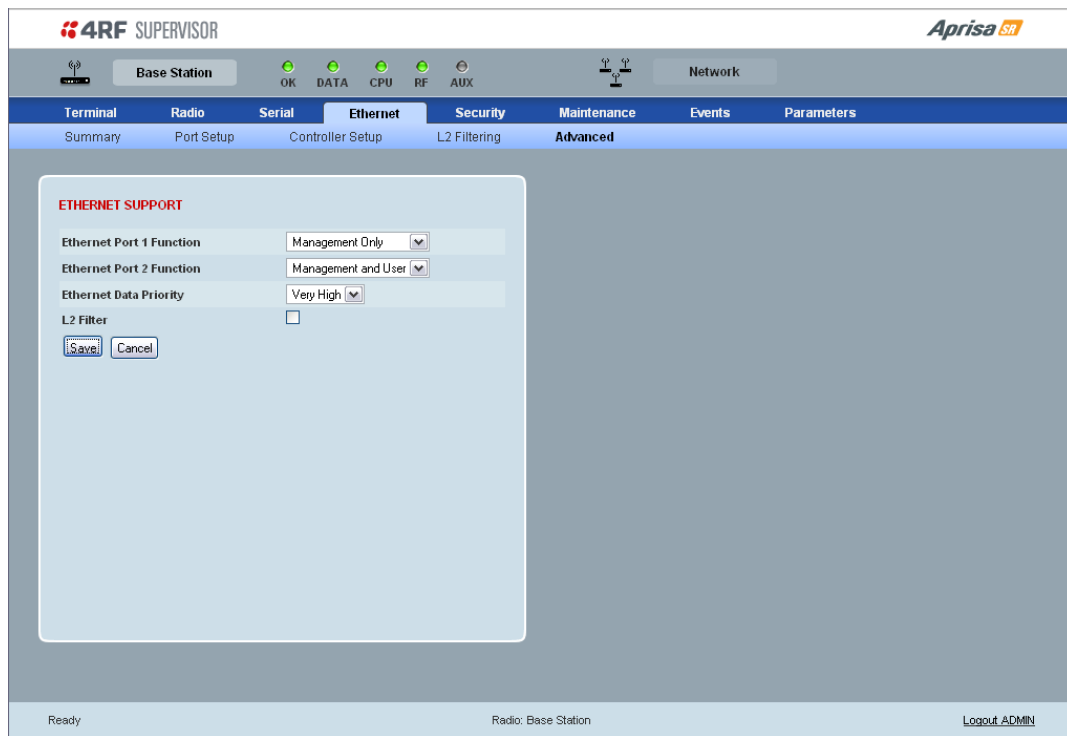 4RF SUPERVISOR
Aprisa SR
Base Station
OK DATA CPU RF AUX
Network
Terminal Radio Serial Ethernet Security Maintenance Events Parameters
Summary Port Setup Controller Setup L2 Filtering Advanced
ETHERNET SUPPORT
Ethernet Port 1 Function Management Only
Ethernet Port 2 Function Management and User
Ethernet Data Priority Very High
L2 Filter
Save Cancel
Ready Radio: Base Station Logout ADMIN